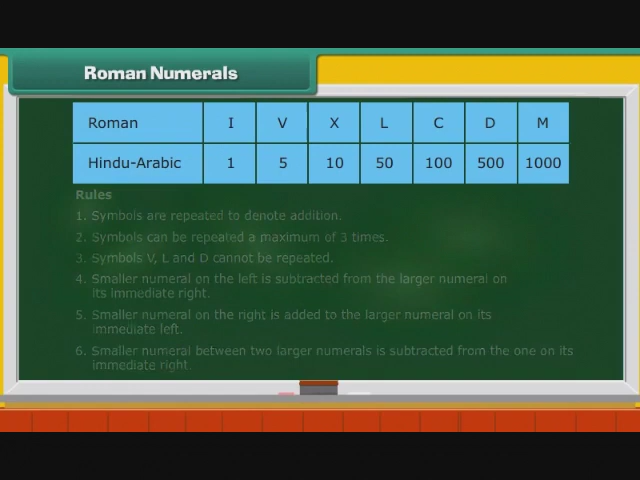 Roman Numerals
Roman I V X L C D M
Hindu-Arabic 1 5 10 50 100 500 1000
Rules
1. Symbols are repeated to denote addition.
2. Symbols can be repeated a maximum of 3 times.
3. Symbols V, L and D cannot be repeated.
4. Smaller numeral on the left is subtracted from the larger numeral on
its immediate right.
5. Smaller numeral on the right is added to the larger numeral on its
immediate left.
6. Smaller numeral between two larger numerals is subtracted from the one on its
immediate right.